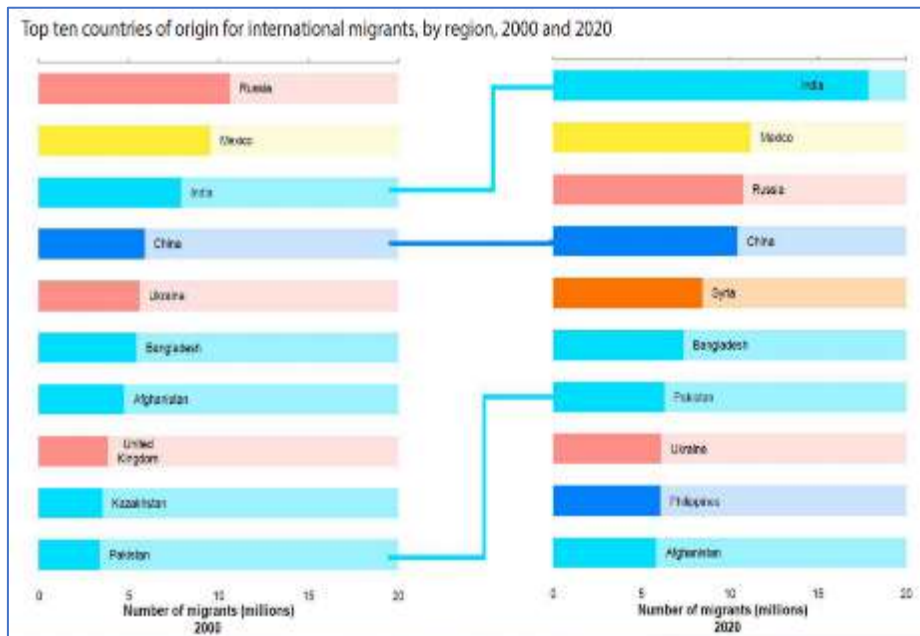 Top ten countries of origin for international migrants, by region, 2000 and 2020
Russia
Mexico
India
China
Ukraine
Bangladesh
Afghanistan
United
Kingdom
Kazakhstan
Pakistan
0 5 10 15 20
Number of migrants (millions)
2000
India
Mexico
Russia
China
Syria
Bangladesh
Pakistan
Ukraine
Philippines
Afghanistan
0 5 10 15 20
Number of migrants (millions)
2020